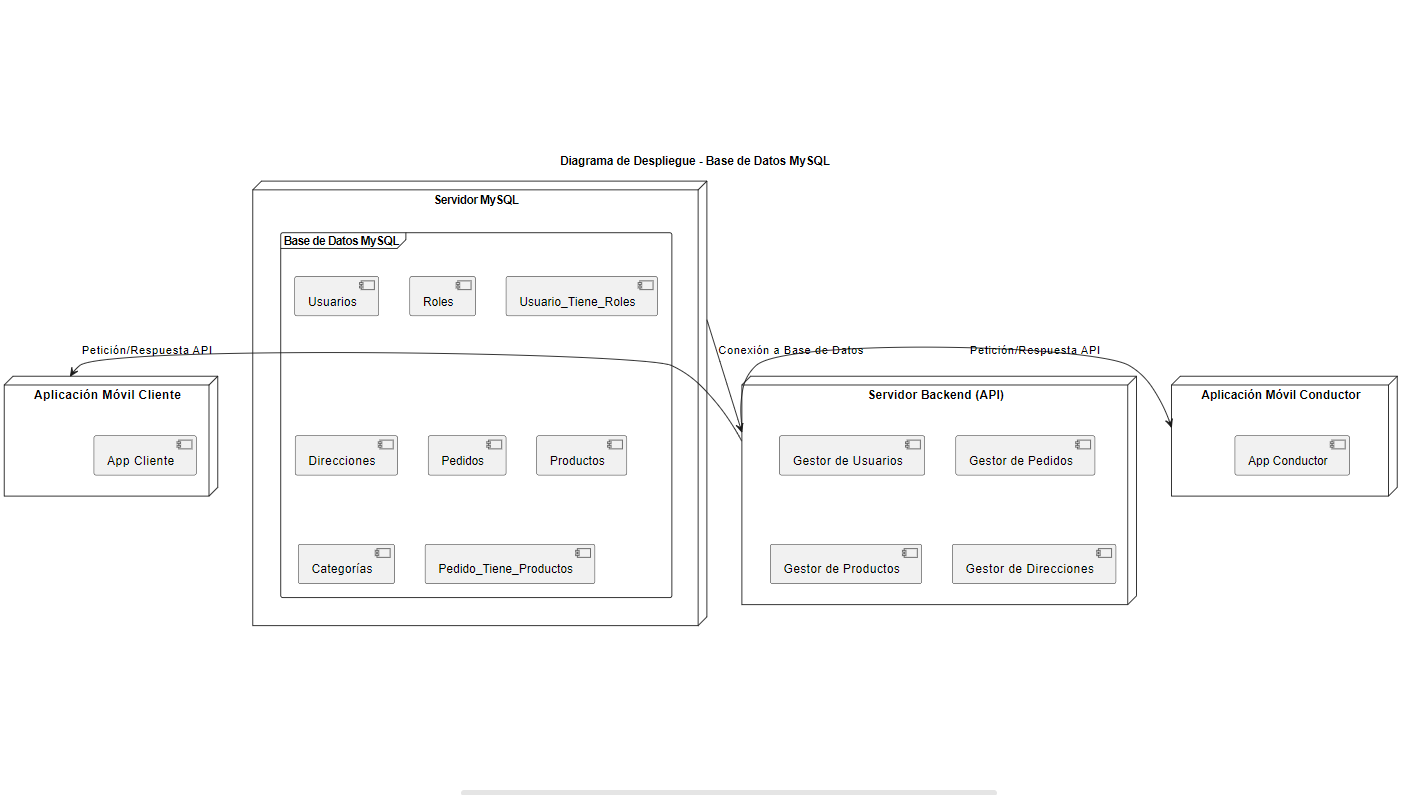 Diagrama de Despliegue - Base de Datos MySQL
Servidor MySQL
Base de Datos MySQL
Usuarios
Roles
Usuario_Tiene_Roles
Petición/Respuesta API
Conexión a Base de Datos
Petición/Respuesta API
Aplicación Móvil Cliente
Servidor Backend (API)
Aplicación Móvil Conductor
App Cliente
Direcciones
Pedidos
Productos
Gestor de Usuarios
Gestor de Pedidos
App Conductor
Categorías
Pedido_Tiene_Productos
Gestor de Productos
Gestor de Direcciones